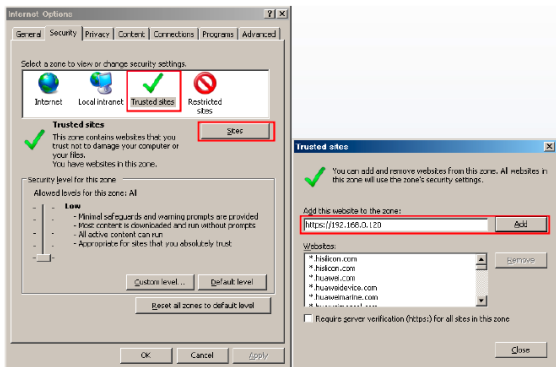 Internet Options
General Security Privacy Content Connections Programs Advanced
Select a zone to view or change security settings.
Internet Local intranet Trusted sites Restricted sites
Trusted sites
Sites
This zone contains websites that you
trust not to damage your computer or
your files.
You have websites in this zone.
Security level for this zone
Allowed levels for this zone: All
Low
- Minimal safeguards and warning prompts are provided
- Most content is downloaded and run without prompts
- All active content can run
- Appropriate for sites that you absolutely trust
Custom level... Default level
Reset all zones to default level
OK Cancel Apply
Trusted sites
You can add and remove websites from this zone. All websites in
this zone will use the zone's security settings.
Add this website to the zone:
https://192.168.0.120 Add
Websites:
*.hisilicon.com Remove
*.hislicon.com
*.huawei.com
*.huaweidevice.com
*.huaweimarine.com
Require server verification (https:) for all sites in this zone
Close